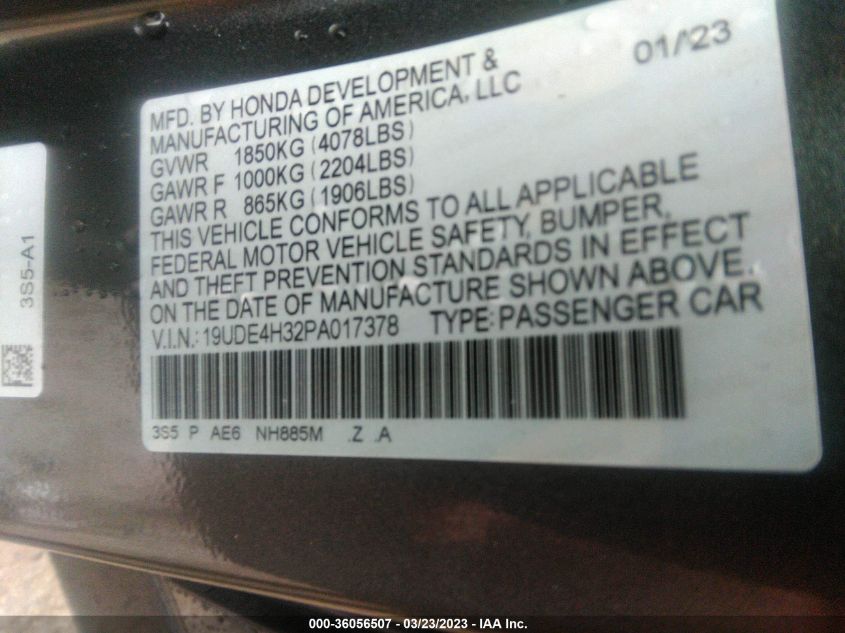 01/'23
MFD. BY HONDA DEVELOPMENT &
MANUFACTURING OF AMERICA, LLC
GVWR 1850KG (4078LBS)
GAWR F 1000KG (2204LBS)
GAWR R 865KG (1906LBS)
THIS VEHICLE CONFORMS TO ALL APPLICABLE
FEDERAL MOTOR VEHICLE SAFETY, BUMPER,
AND THEFT PREVENTION STANDARDS IN EFFECT
ON THE DATE OF MANUFACTURE SHOWN ABOVE.
V.I.N.: 19UDE4H32PA017378 TYPE: PASSENGER CAR
3S5 P AE6 NH885M .Z .A
3S5-A1
000-36056507 - 03/23/2023 - IAA Inc.